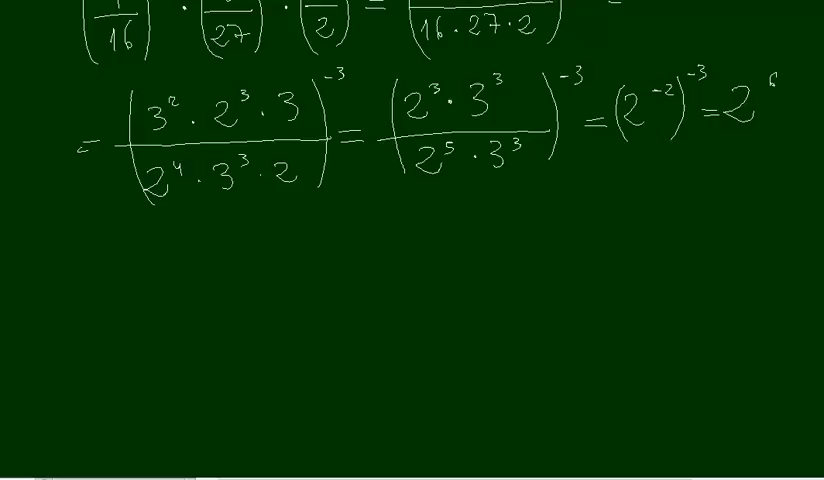 (/16) · (/27) · (/2) = (/16 · 27 · 2) =
= (3² · 2³ · 3 / 2⁴ · 3³ · 2)⁻³ = (2³ · 3³ / 2⁵ · 3³)⁻³ = (2⁻²)⁻³ = 2⁶